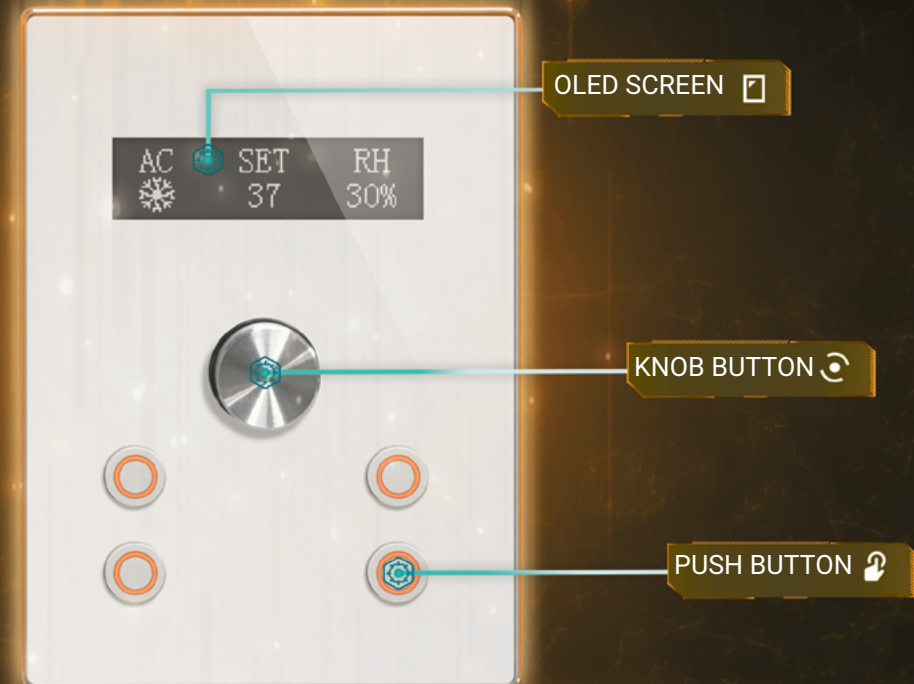 OLED SCREEN
AC SET RH
37 30%
KNOB BUTTON
PUSH BUTTON